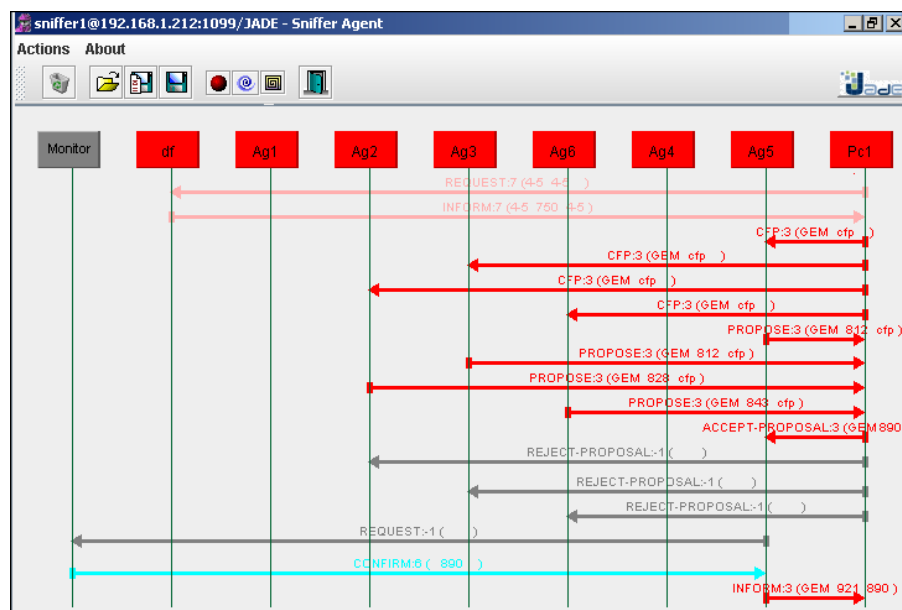 sniffer1@192.168.1.212:1099/JADE - Sniffer Agent
Actions About
Jade
Monitor df Ag1 Ag2 Ag3 Ag6 Ag4 Ag5 Pc1
REQUEST:7 (4-5 4-5 )
INFORM:7 (4-5 750 4-5 )
CFP:3 (GEM cfp )
CFP:3 (GEM cfp )
CFP:3 (GEM cfp )
CFP:3 (GEM cfp )
PROPOSE:3 (GEM 812 cfp )
PROPOSE:3 (GEM 812 cfp )
PROPOSE:3 (GEM 828 cfp )
PROPOSE:3 (GEM 843 cfp )
ACCEPT-PROPOSAL:3 (GEM 890
REJECT-PROPOSAL:-1 ( )
REJECT-PROPOSAL:-1 ( )
REJECT-PROPOSAL:-1 ( )
REQUEST:-1 ( )
CONFIRM:6 ( 890 )
INFORM:3 (GEM 921 890 )